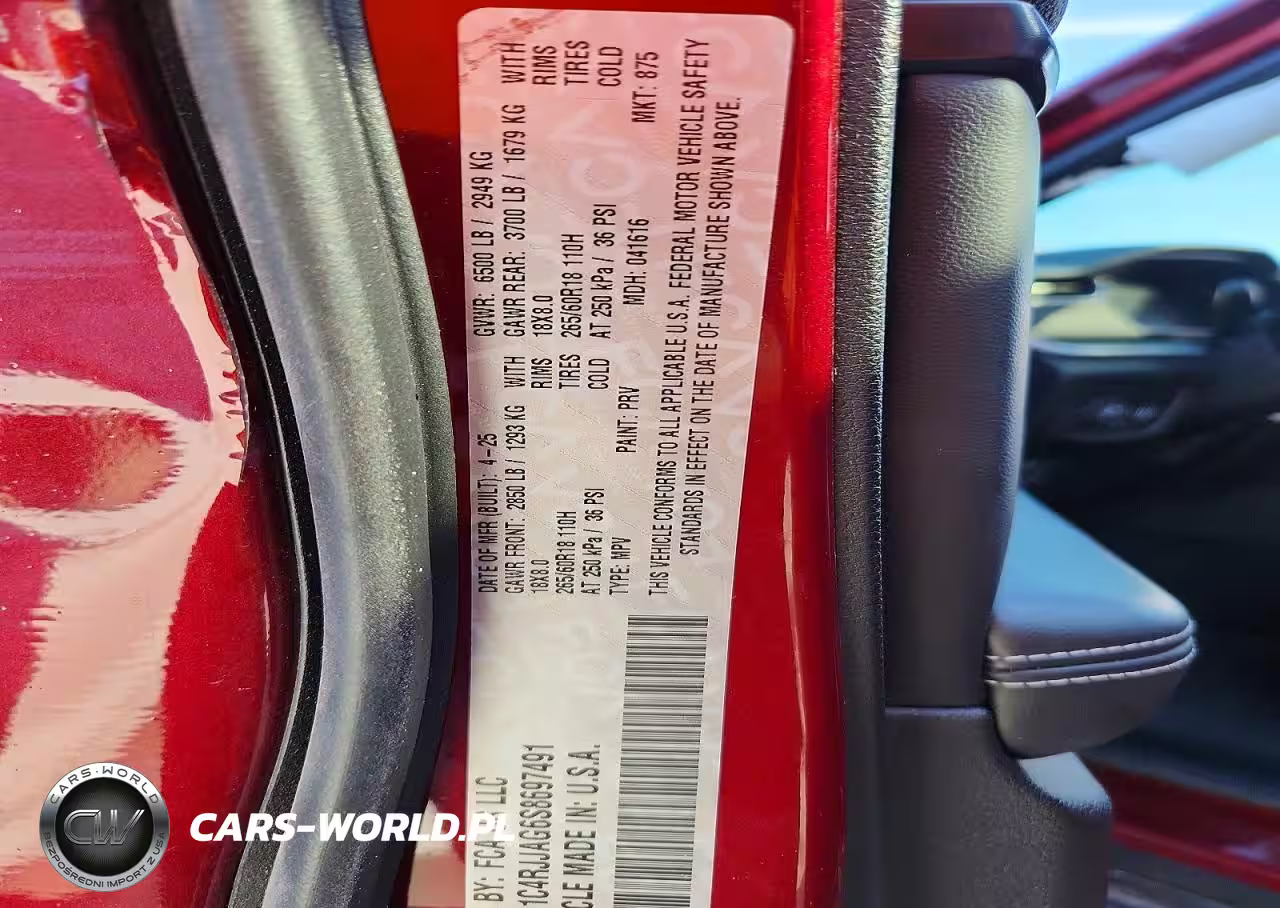 BY: FCA LLC
DATE OF MFR (BUILT): 4-25 GVWR: 6500 LB / 2949 KG
GAWR FRONT: 2850 LB / 1293 KG WITH GAWR REAR: 3700 LB / 1679 KG WITH
18X8.0 RIMS 18X8.0 RIMS
265/60R18 110H TIRES 265/60R18 110H TIRES
AT 250 kPa / 36 PSI COLD AT 250 kPa / 36 PSI COLD
TYPE: MPV PAINT: PRV MDH: 041616 MKT: 875
THIS VEHICLE CONFORMS TO ALL APPLICABLE U.S.A. FEDERAL MOTOR VEHICLE SAFETY
STANDARDS IN EFFECT ON THE DATE OF MANUFACTURE SHOWN ABOVE.
1C4RJJAG6S8697491
CLE MADE IN: U.S.A.
CARS-WORLD
CW
BEZPOŚREDNI IMPORT Z USA
CARS-WORLD.PL